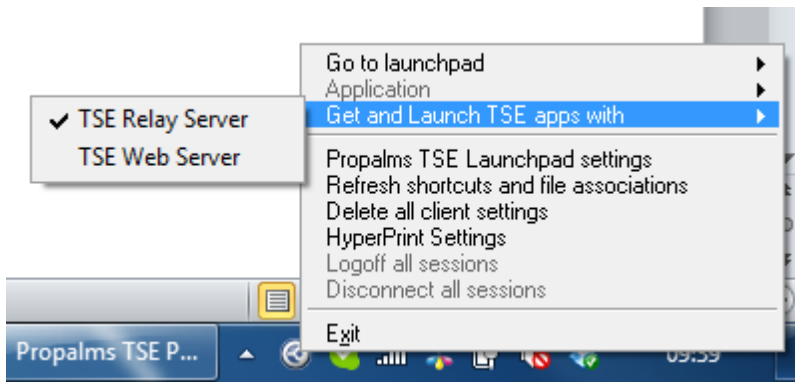 Go to launchpad
Application
Get and Launch TSE apps with
TSE Relay Server
TSE Web Server
Propalms TSE Launchpad settings
Refresh shortcuts and file associations
Delete all client settings
HyperPrint Settings
Logoff all sessions
Disconnect all sessions
Exit
Propalms TSE P...
09:59